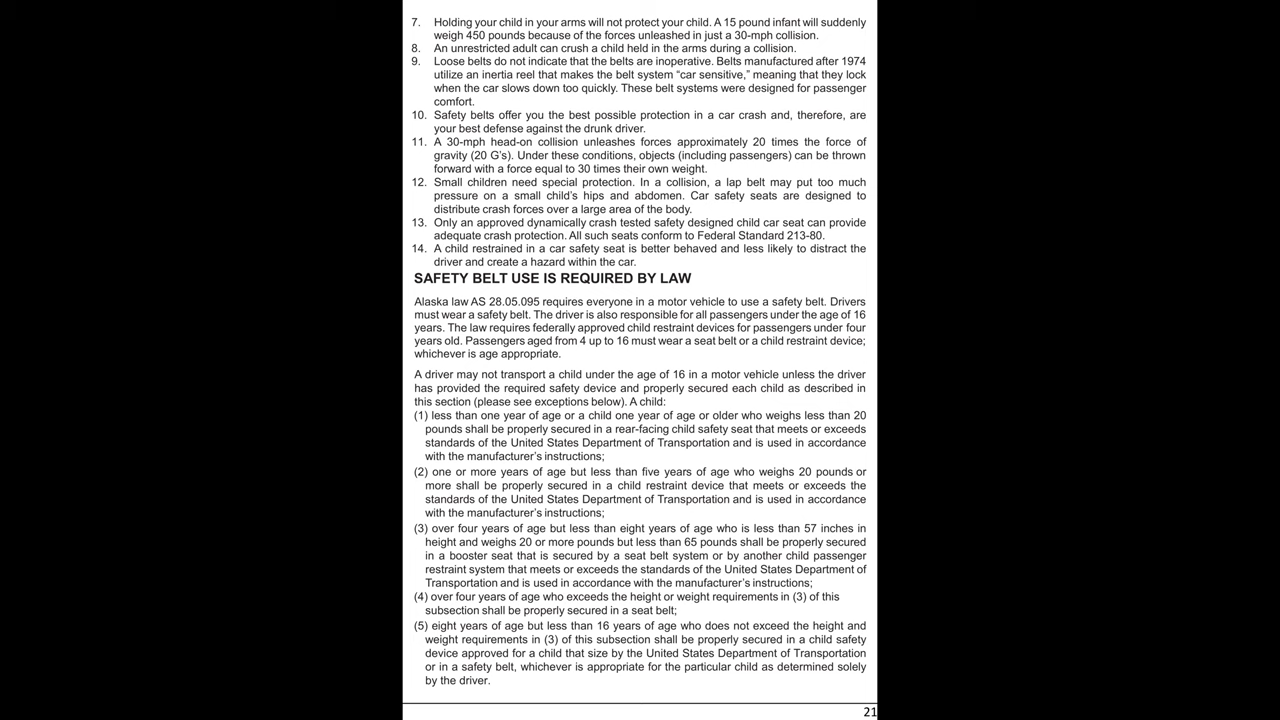 7. Holding your child in your arms will not protect your child. A 15 pound infant will suddenly
weigh 450 pounds because of the forces unleashed in just a 30-mph collision.
8. An unrestricted adult can crush a child held in the arms during a collision.
9. Loose belts do not indicate that the belts are inoperative. Belts manufactured after 1974
utilize an inertia reel that makes the belt system “car sensitive,” meaning that they lock
when the car slows down too quickly. These belt systems were designed for passenger
comfort.
10. Safety belts offer you the best possible protection in a car crash and, therefore, are
your best defense against the drunk driver.
11. A 30-mph head-on collision unleashes forces approximately 20 times the force of
gravity (20 G’s). Under these conditions, objects (including passengers) can be thrown
forward with a force equal to 30 times their own weight.
12. Small children need special protection. In a collision, a lap belt may put too much
pressure on a small child’s hips and abdomen. Car safety seats are designed to
distribute crash forces over a large area of the body.
13. Only an approved dynamically crash tested safety designed child car seat can provide
adequate crash protection. All such seats conform to Federal Standard 213-80.
14. A child restrained in a car safety seat is better behaved and less likely to distract the
driver and create a hazard within the car.
SAFETY BELT USE IS REQUIRED BY LAW
Alaska law AS 28.05.095 requires everyone in a motor vehicle to use a safety belt. Drivers
must wear a safety belt. The driver is also responsible for all passengers under the age of 16
years. The law requires federally approved child restraint devices for passengers under four
years old. Passengers aged from 4 up to 16 must wear a seat belt or a child restraint device;
whichever is age appropriate.
A driver may not transport a child under the age of 16 in a motor vehicle unless the driver
has provided the required safety device and properly secured each child as described in
this section (please see exceptions below). A child:
(1) less than one year of age or a child one year of age or older who weighs less than 20
pounds shall be properly secured in a rear-facing child safety seat that meets or exceeds
standards of the United States Department of Transportation and is used in accordance
with the manufacturer’s instructions;
(2) one or more years of age but less than five years of age who weighs 20 pounds or
more shall be properly secured in a child restraint device that meets or exceeds the
standards of the United States Department of Transportation and is used in accordance
with the manufacturer’s instructions;
(3) over four years of age but less than eight years of age who is less than 57 inches in
height and weighs 20 or more pounds but less than 65 pounds shall be properly secured
in a booster seat that is secured by a seat belt system or by another child passenger
restraint system that meets or exceeds the standards of the United States Department of
Transportation and is used in accordance with the manufacturer’s instructions;
(4) over four years of age who exceeds the height or weight requirements in (3) of this
subsection shall be properly secured in a seat belt;
(5) eight years of age but less than 16 years of age who does not exceed the height and
weight requirements in (3) of this subsection shall be properly secured in a child safety
device approved for a child that size by the United States Department of Transportation
or in a safety belt, whichever is appropriate for the particular child as determined solely
by the driver.
21